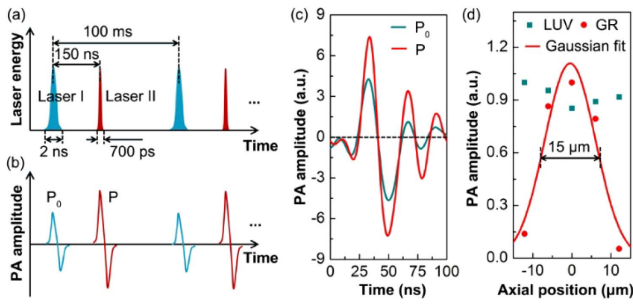 (a)
100 ms
150 ns
Laser energy
Laser I
Laser II
...
Time
2 ns
700 ps
(b)
PA amplitude
P₀
P
...
Time
(c)
PA amplitude (a.u.)
9
6
3
0
-3
-6
-9
P₀
P
0 25 50 75 100
Time (ns)
(d)
LUV GR
Gaussian fit
PA amplitude (a.u.)
1.2
0.9
0.6
0.3
0.0
15 µm
-10 0 10
Axial position (µm)